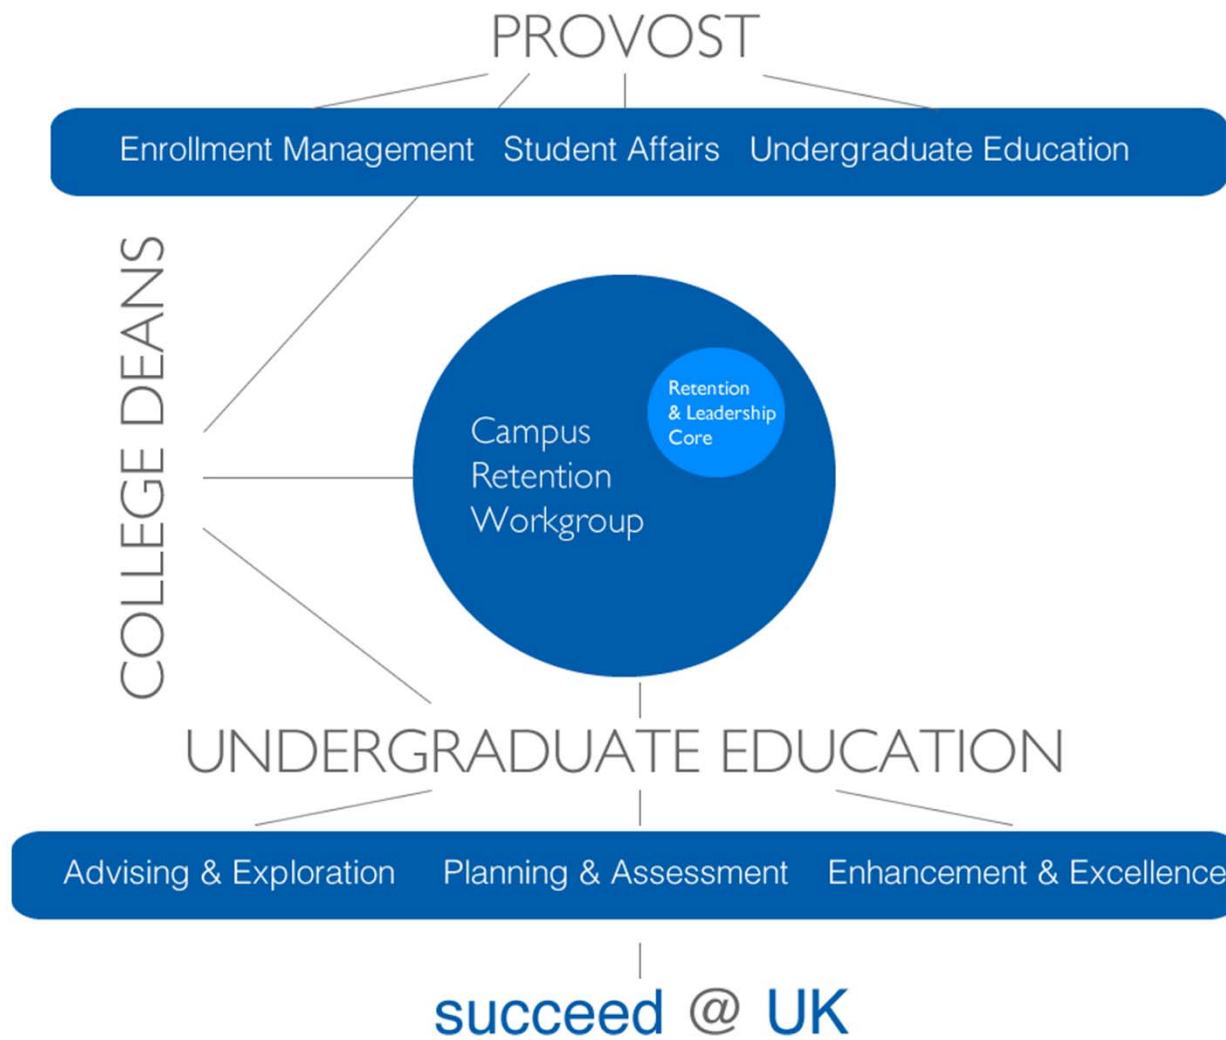 PROVOST
Enrollment Management Student Affairs Undergraduate Education
COLLEGE DEANS
Retention
& Leadership
Core
Campus
Retention
Workgroup
UNDERGRADUATE EDUCATION
Advising & Exploration Planning & Assessment Enhancement & Excellence
succeed @ UK